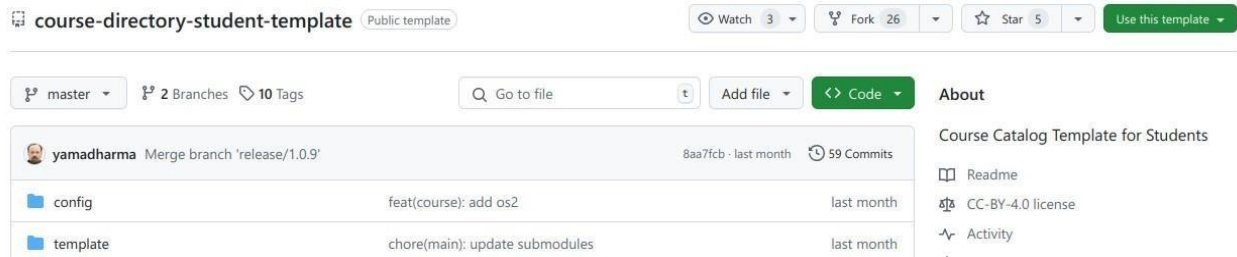 course-directory-student-template Public template Watch 3 Fork 26 Star 5 Use this template
master 2 Branches 10 Tags Go to file t Add file Code
About
Course Catalog Template for Students
yamadharma Merge branch 'release/1.0.9' 8aa7fcb · last month 59 Commits
Readme
config feat(course): add os2 last month
CC-BY-4.0 license
template chore(main): update submodules last month
Activity